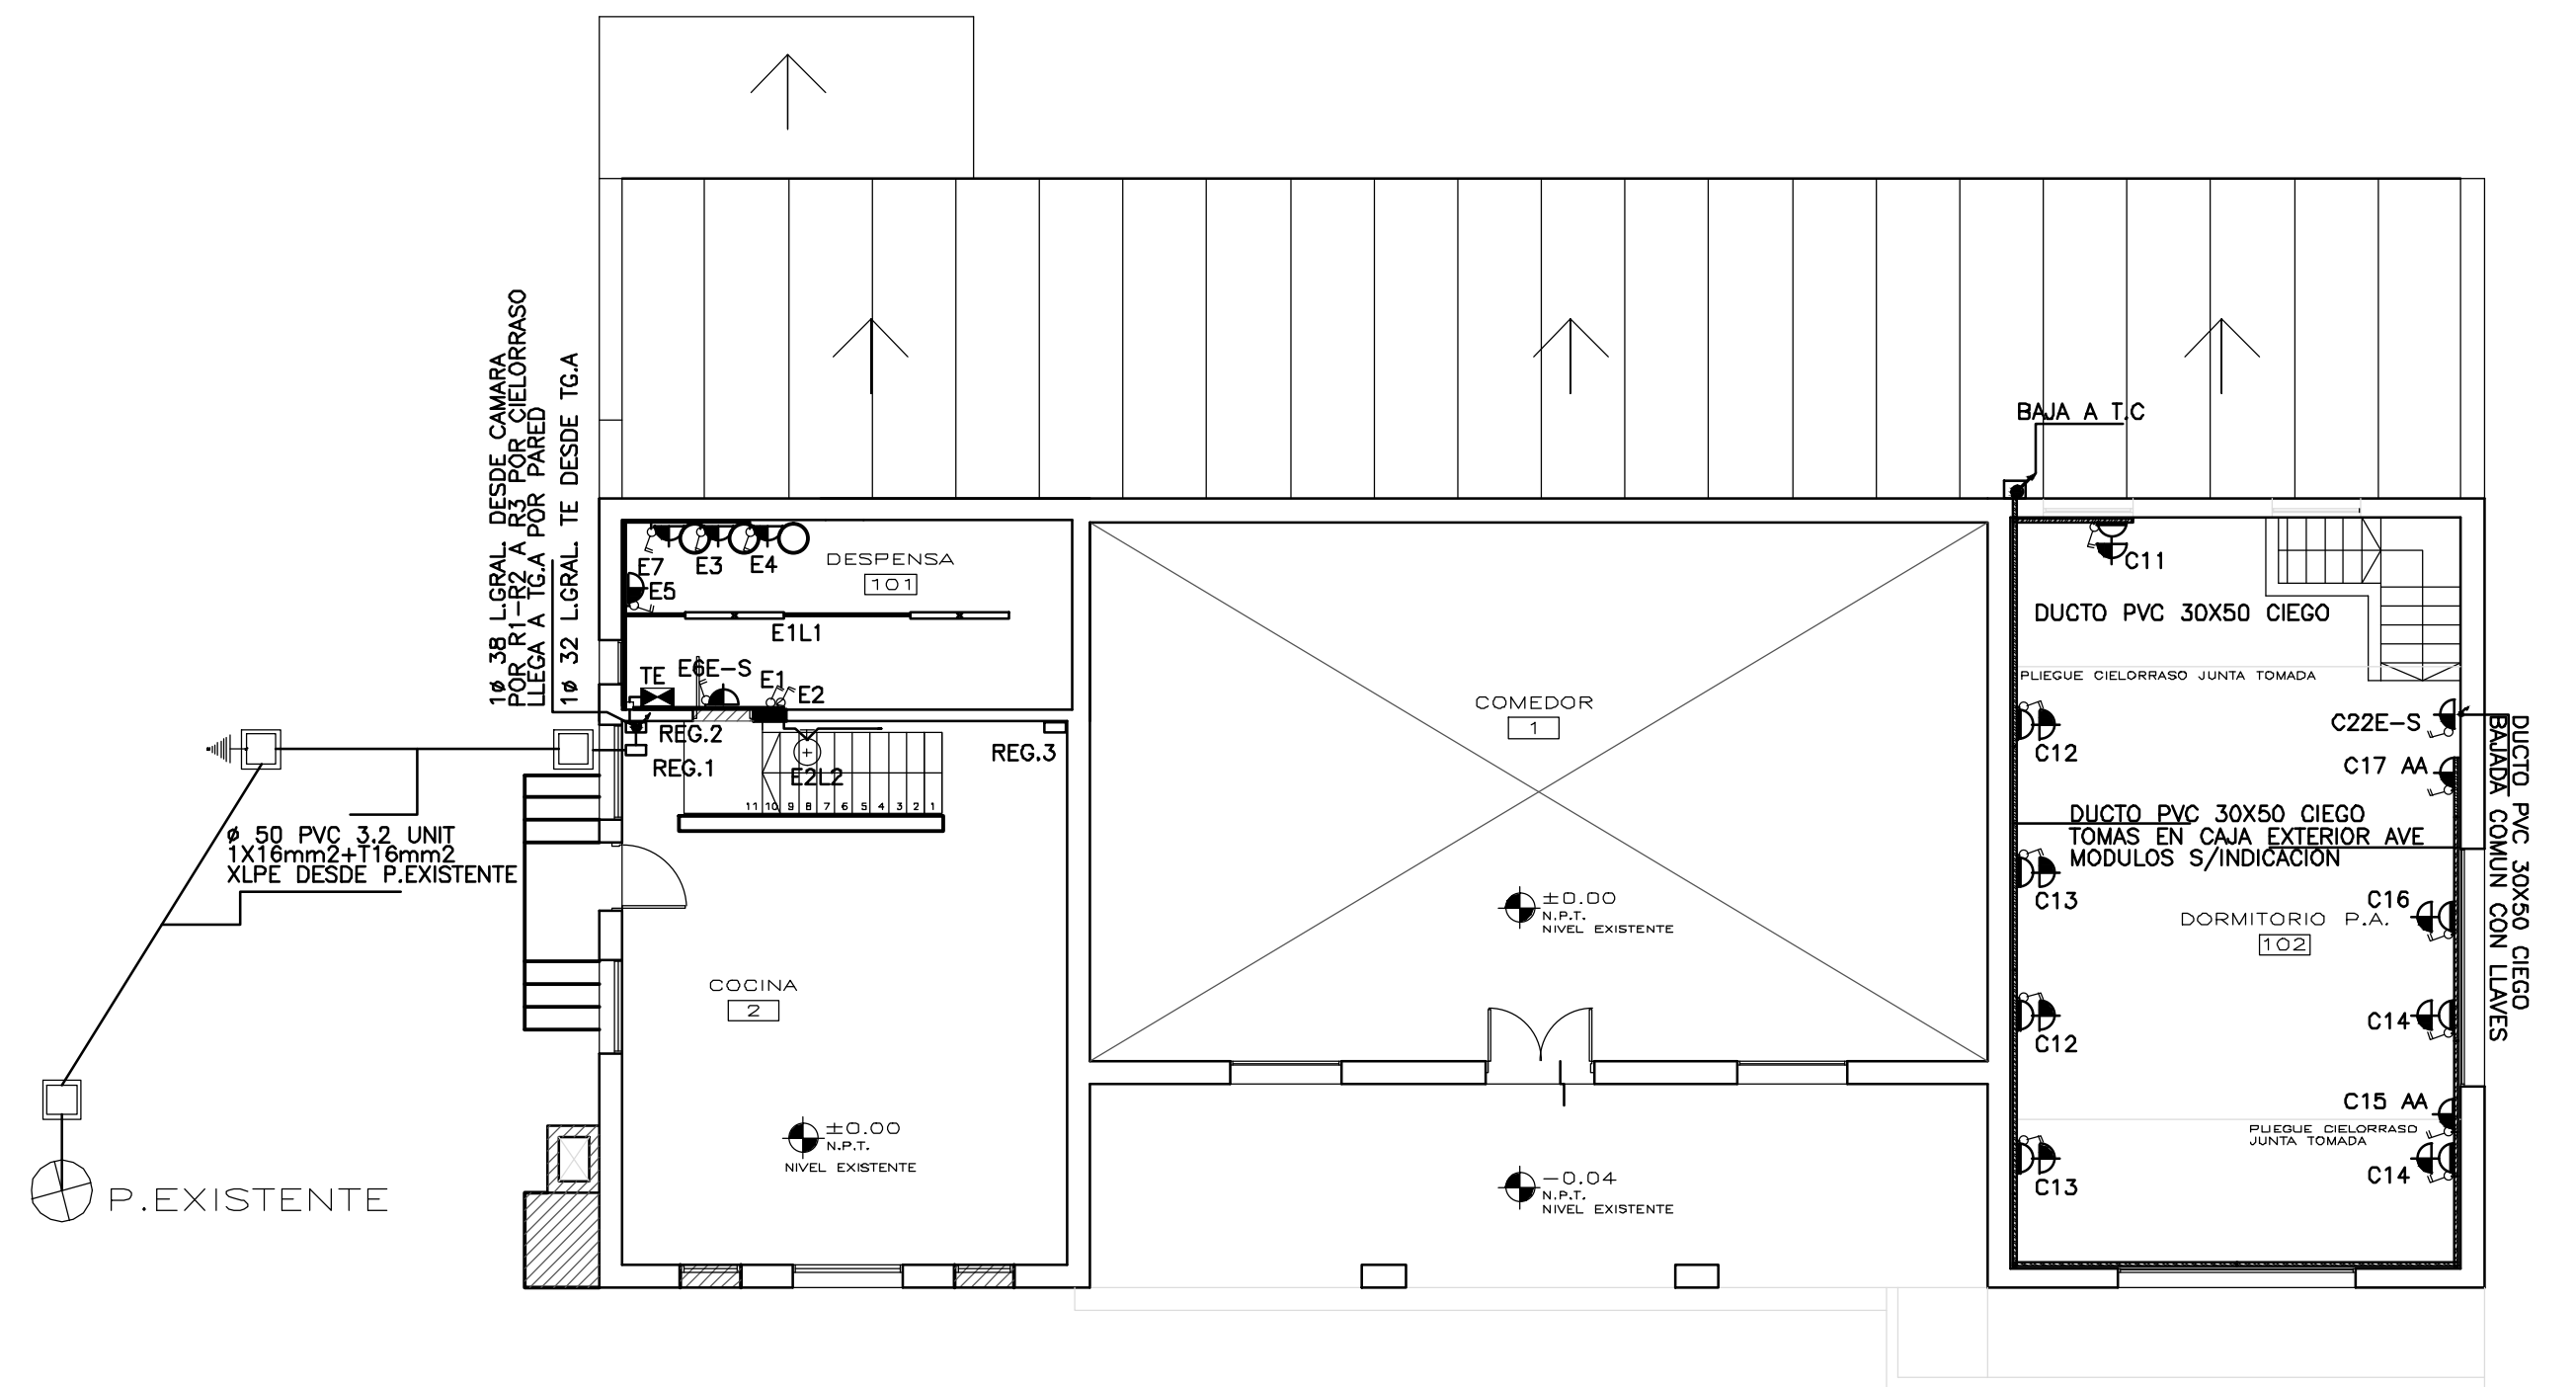 1ø 38 L.GRAL. DESDE CAMARA
POR R1-R2 A R3 POR CIELORRASO
LLEGA A TG.A POR PARED
1ø 32 L.GRAL. TE DESDE TG.A
BAJA A T.C
DESPENSA
101
E7
E3
E4
E5
E1L1
TE
E6E-S
E1
E2
REG.2
REG.1
REG.3
E2L2
11 10 9 8 7 6 5 4 3 2 1
ø 50 PVC 3.2 UNIT
1X16mm2+T16mm2
XLPE DESDE P.EXISTENTE
P.EXISTENTE
COCINA
2
±0.00
N.P.T.
NIVEL EXISTENTE
COMEDOR
1
±0.00
N.P.T.
NIVEL EXISTENTE
-0.04
N.P.T.
NIVEL EXISTENTE
C11
DUCTO PVC 30X50 CIEGO
PLIEGUE CIELORRASO JUNTA TOMADA
C12
C22E-S
C17 AA
DUCTO PVC 30X50 CIEGO
TOMAS EN CAJA EXTERIOR AVE
MODULOS S/INDICACION
C13
C16
DORMITORIO P.A.
102
C12
C14
C15 AA
PLIEGUE CIELORRASO
JUNTA TOMADA
C13
C14
DUCTO PVC 30X50 CIEGO
BAJADA COMUN CON LLAVES